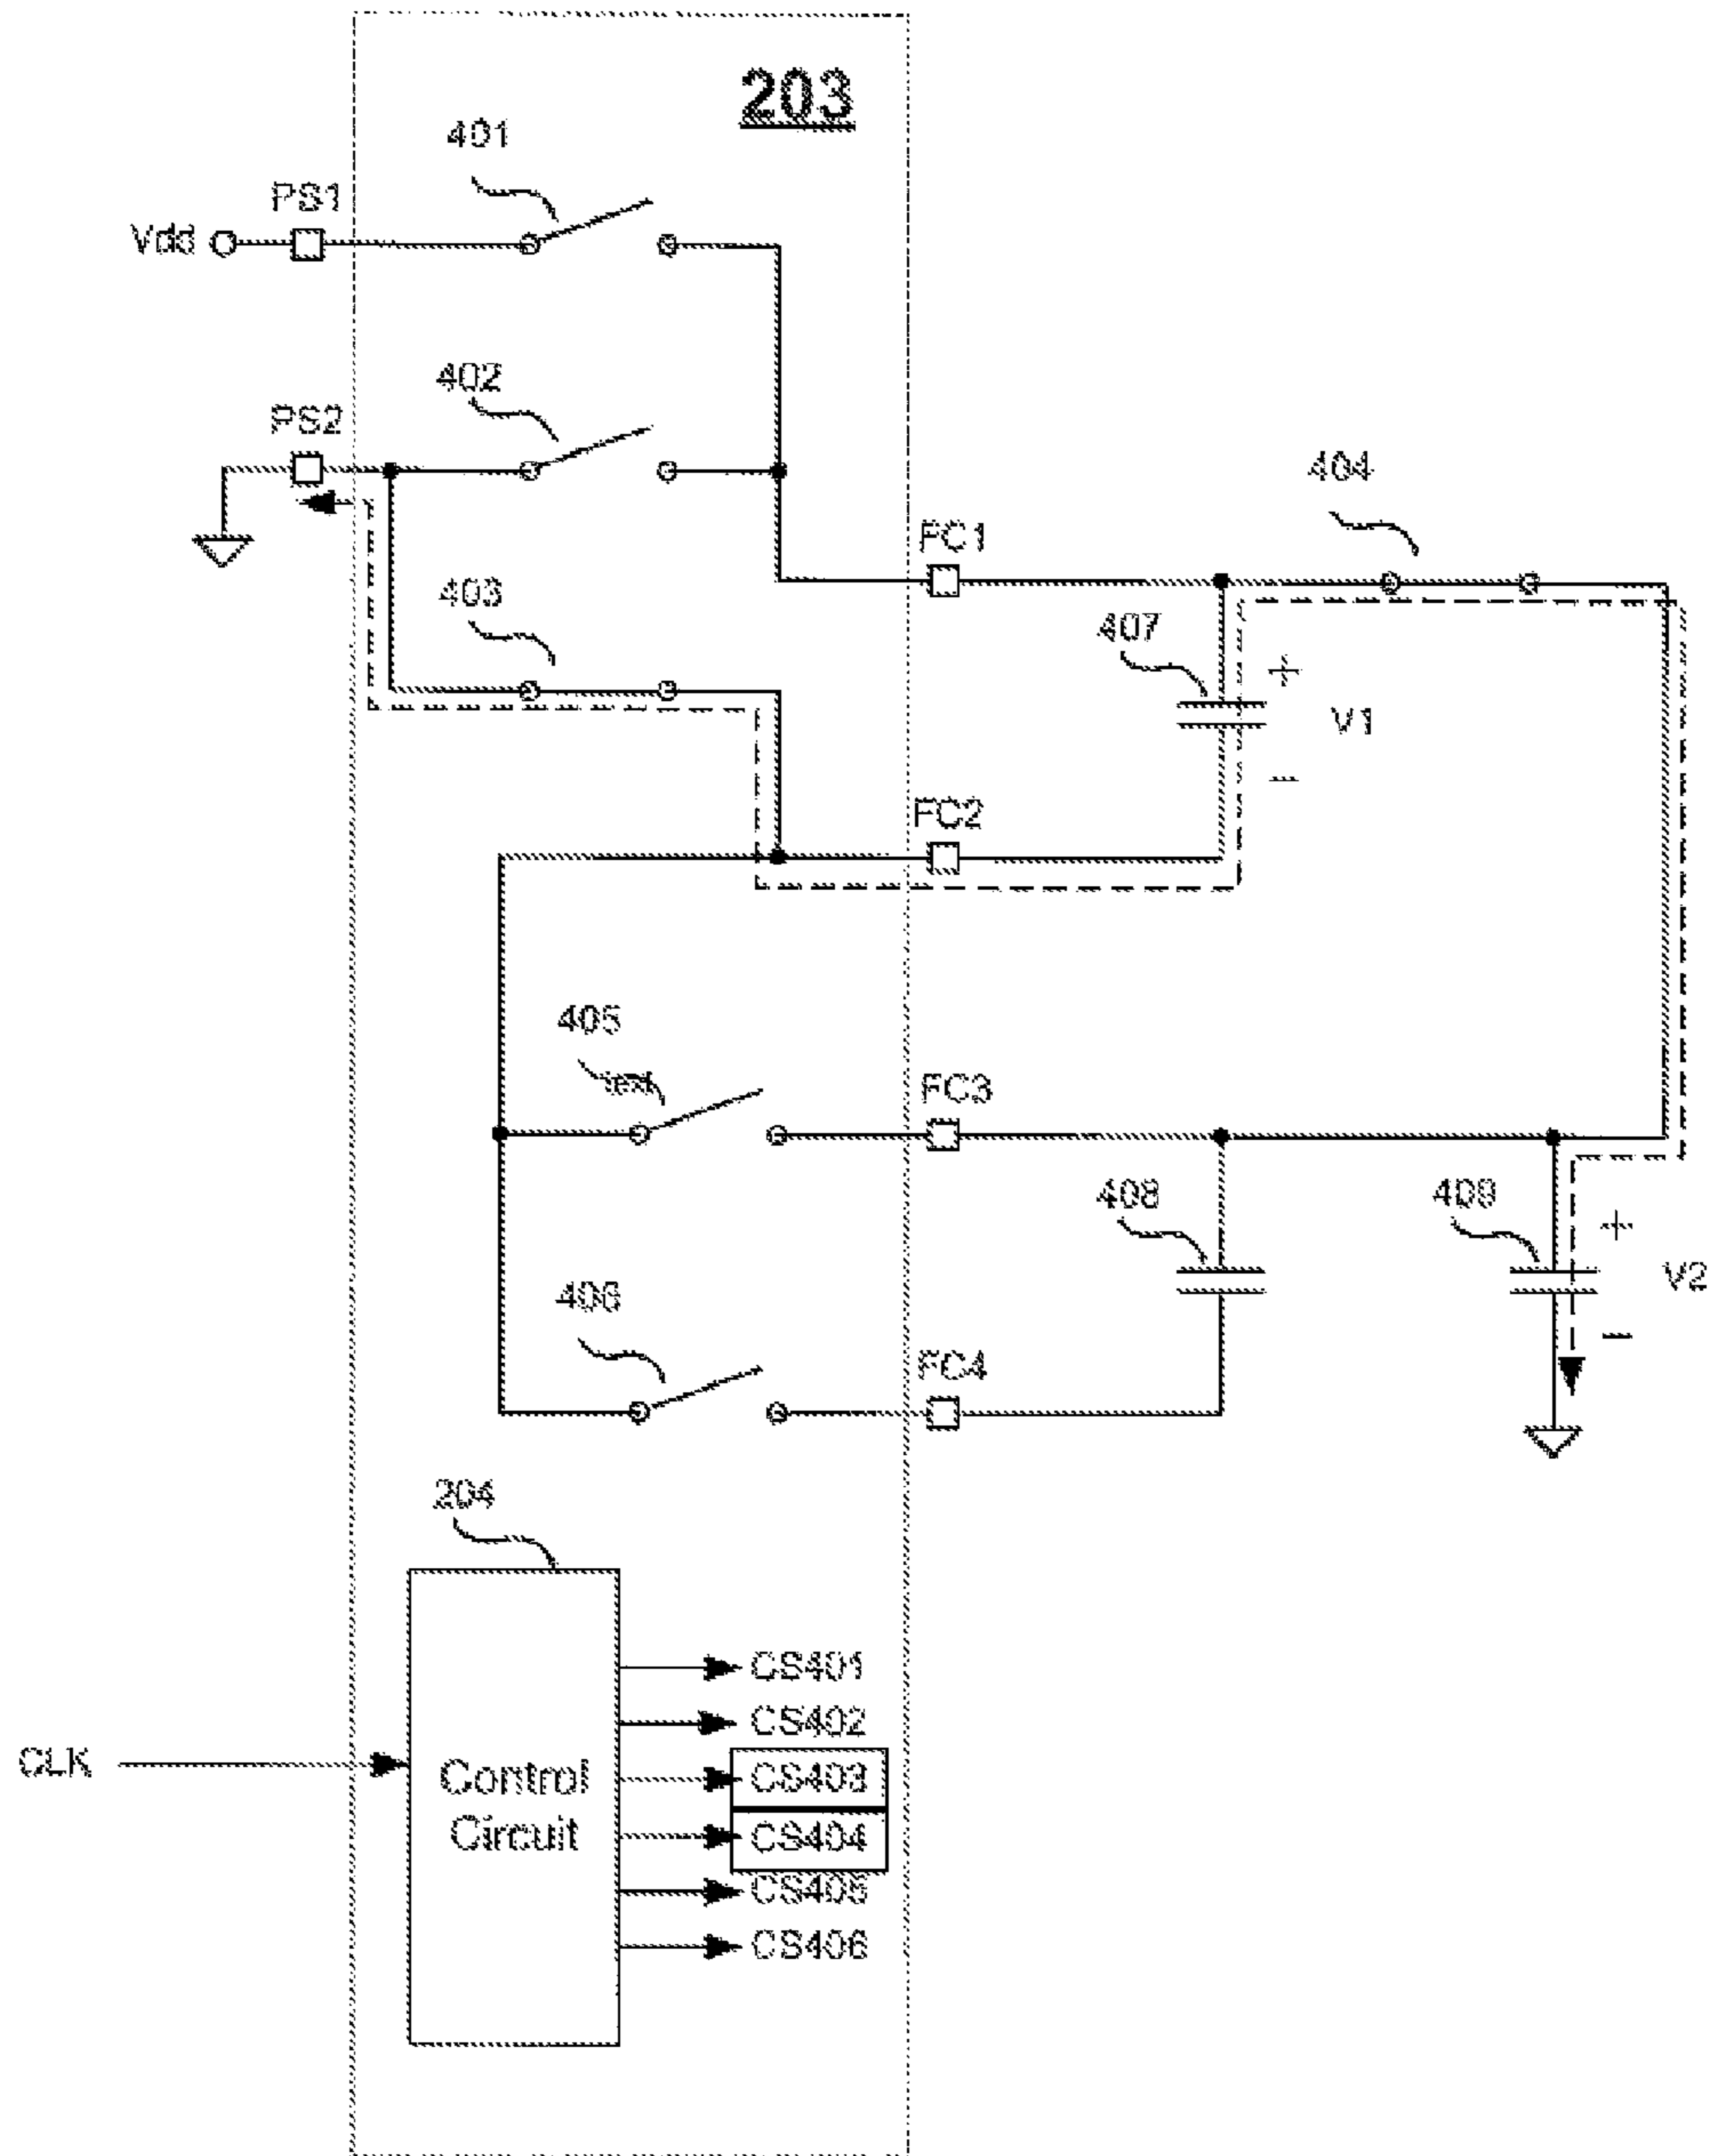 203
401
PS1
Vdd
402
PS2
404
FC1
403
407
+
V1
−
FC2
405
text
FC3
408
409
+
V2
406
−
FC4
204
CS401
CS402
CLK
Control
Circuit
CS403
CS404
CS405
CS406